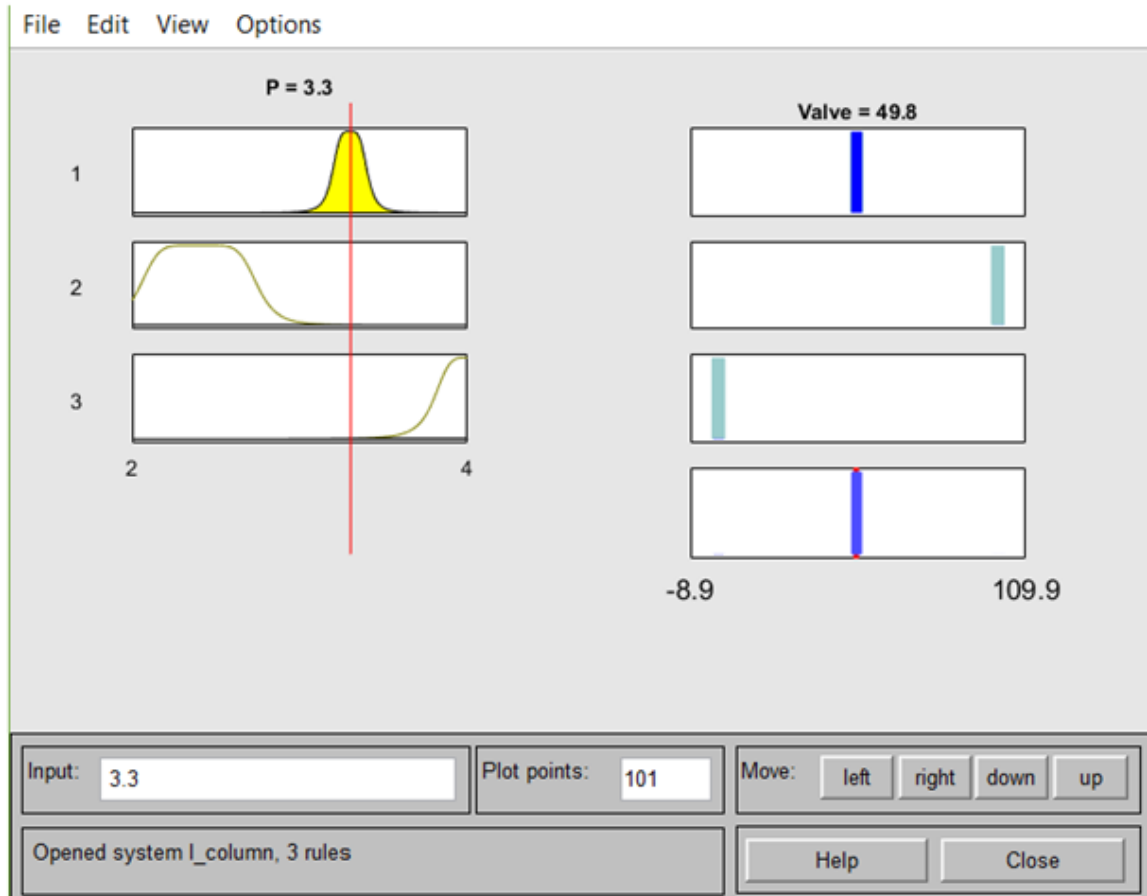 File Edit View Options
P = 3.3
Valve = 49.8
1
2
3
2 4
-8.9 109.9
Input: 3.3 Plot points: 101 Move: left right down up
Opened system I_column, 3 rules Help Close